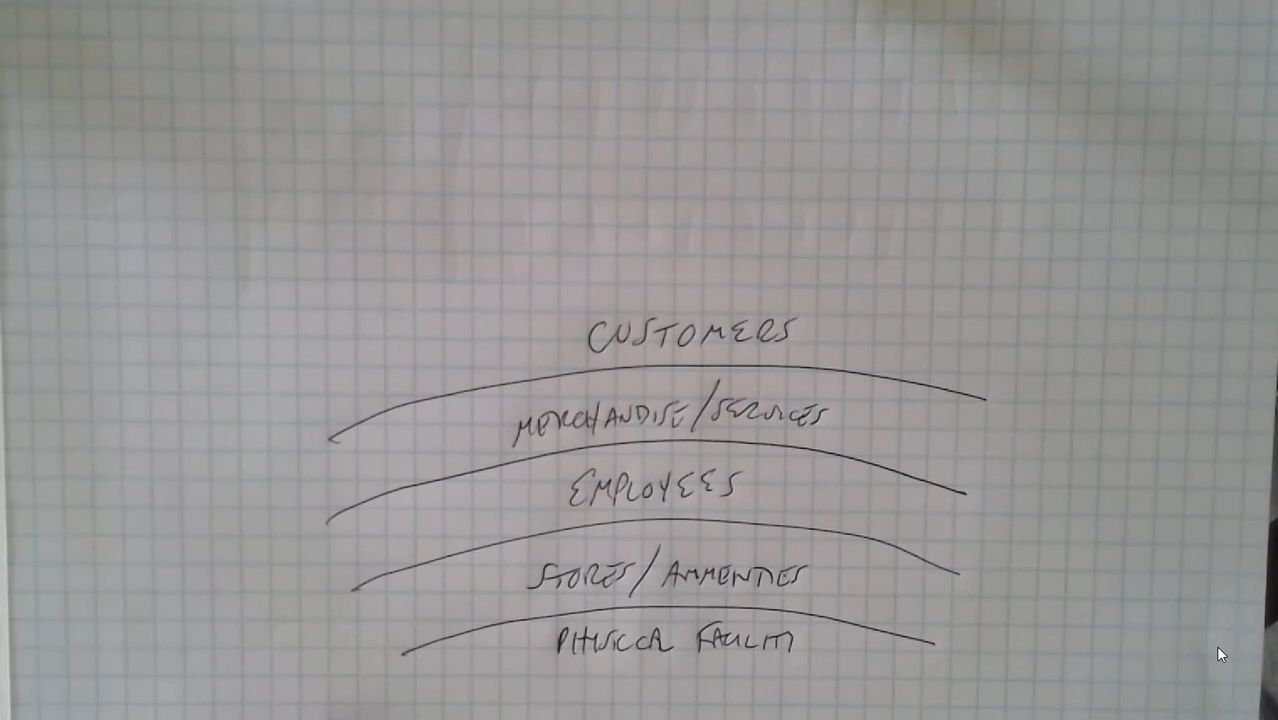 CUSTOMERS
MERCHANDISE/SERVICES
EMPLOYEES
STORES/AMMENTIES
PHYSICAL FACILITY